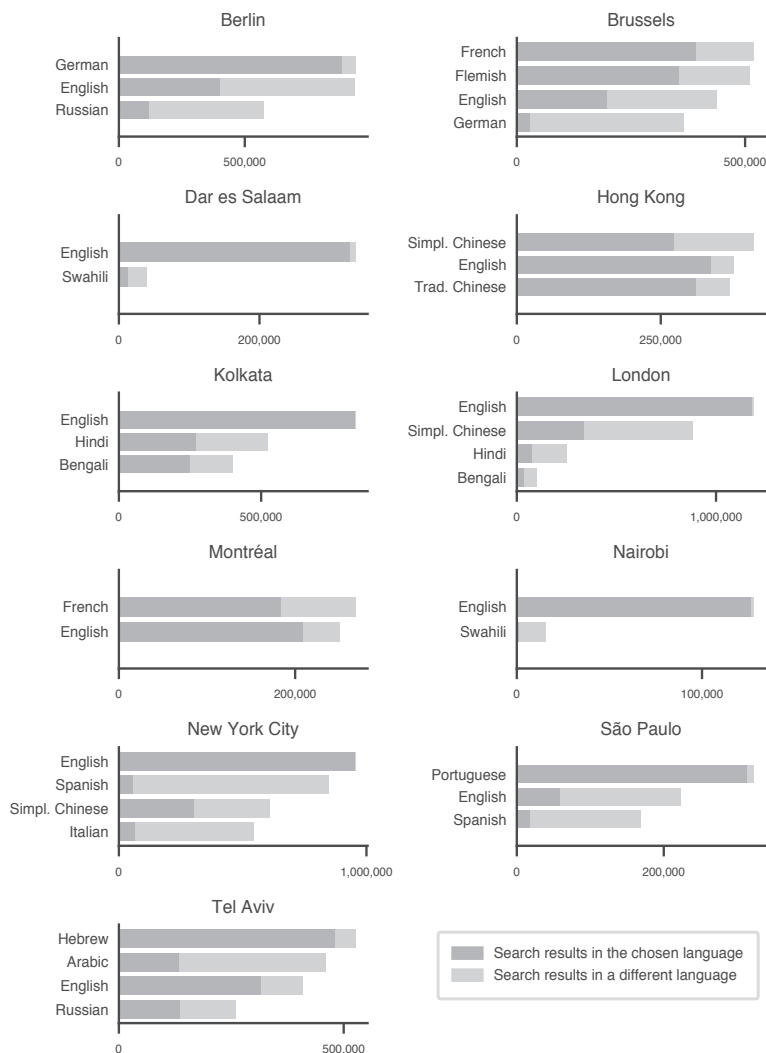 Berlin
German
English
Russian
0
500,000
Brussels
French
Flemish
English
German
0
500,000
Dar es Salaam
English
Swahili
0
200,000
Hong Kong
Simpl. Chinese
English
Trad. Chinese
0
250,000
Kolkata
English
Hindi
Bengali
0
500,000
London
English
Simpl. Chinese
Hindi
Bengali
0
1,000,000
Montréal
French
English
0
200,000
Nairobi
English
Swahili
0
100,000
New York City
English
Spanish
Simpl. Chinese
Italian
0
1,000,000
São Paulo
Portuguese
English
Spanish
0
200,000
Tel Aviv
Hebrew
Arabic
English
Russian
0
500,000
Search results in the chosen language
Search results in a different language